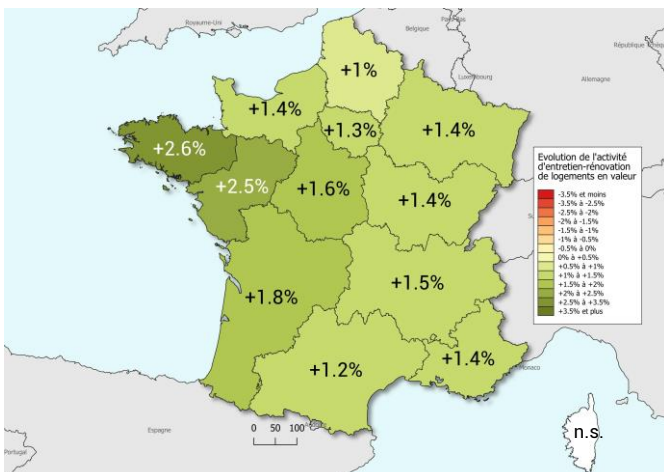 Royaume-Uni
Belgique
Luxembourg
Allemagne
+1%
+1.4%
+1.3%
+1.4%
+2.6%
+2.5%
+1.6%
+1.4%
+1.8%
+1.5%
+1.2%
+1.4%
Evolution de l'activité
d'entretien-rénovation
de logements en valeur
-3.5% et moins
-3.5% à -2.5%
-2.5% à -2%
-2% à -1.5%
-1.5% à -1%
-1% à -0.5%
-0.5% à 0%
0% à +0.5%
+0.5% à +1%
+1% à +1.5%
+1.5% à +2%
+2% à +2.5%
+2.5% à +3.5%
+3.5% et plus
Monaco
n.s.
0 50 100
Espagne
Portugal